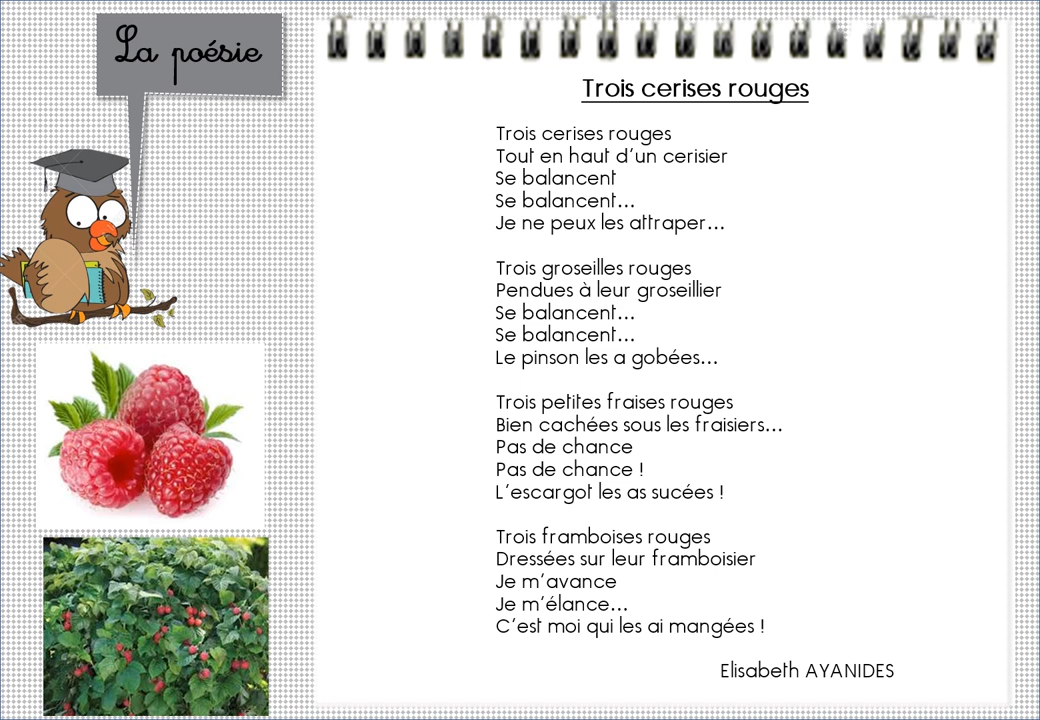 La poésie
Trois cerises rouges
Trois cerises rouges
Tout en haut d'un cerisier
Se balancent
Se balancent...
Je ne peux les attraper...
Trois groseilles rouges
Pendues à leur groseillier
Se balancent...
Se balancent...
Le pinson les a gobées...
Trois petites fraises rouges
Bien cachées sous les fraisiers...
Pas de chance
Pas de chance !
L'escargot les as sucées !
Trois framboises rouges
Dressées sur leur framboisier
Je m'avance
Je m'élance...
C'est moi qui les ai mangées !
Elisabeth AYANIDES